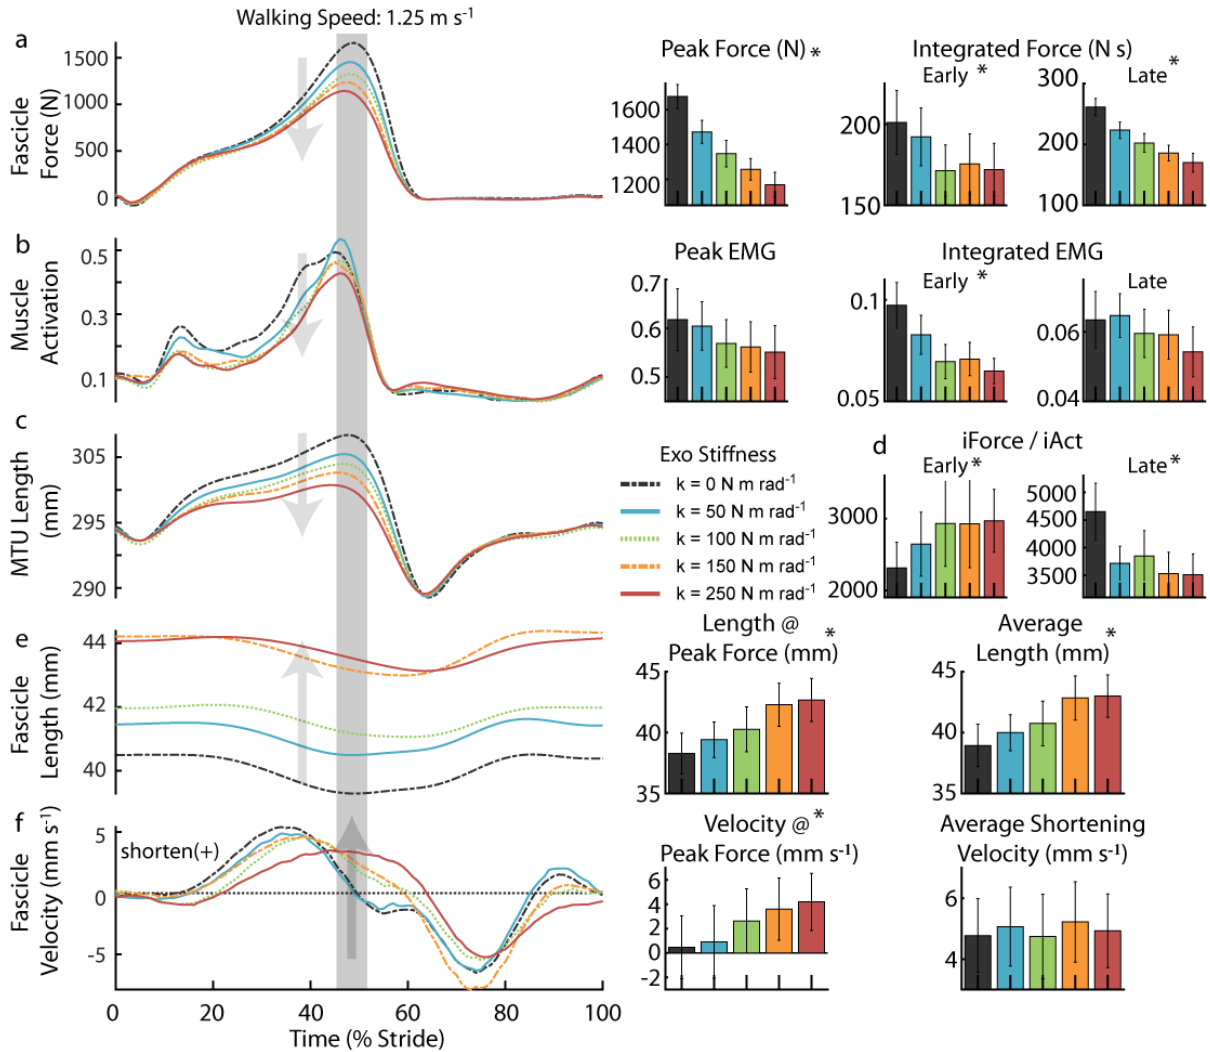 Walking Speed: 1.25 m s⁻¹
a
Fascicle
Force (N)
1500
1000
500
0
Peak Force (N) *
1600
1400
1200
Integrated Force (N s)
Early *
200
150
Late *
300
200
100
b
Muscle
Activation
0.5
0.3
0.1
Peak EMG
0.7
0.6
0.5
Integrated EMG
Early *
0.1
0.05
Late
0.06
0.04
c
MTU Length
(mm)
305
295
290
Exo Stiffness
k = 0 N m rad⁻¹
k = 50 N m rad⁻¹
k = 100 N m rad⁻¹
k = 150 N m rad⁻¹
k = 250 N m rad⁻¹
d
iForce / iAct
Early *
3000
2000
Late *
5000
4500
4000
3500
e
Fascicle
Length (mm)
44
42
40
Length @
Peak Force (mm) *
45
40
35
Average
Length (mm) *
45
40
35
f
Fascicle
Velocity (mm s⁻¹)
shorten(+)
5
0
-5
0
20
40
60
80
100
Time (% Stride)
Velocity @ *
Peak Force (mm s⁻¹)
6
4
2
0
-2
Average Shortening
Velocity (mm s⁻¹)
6
4